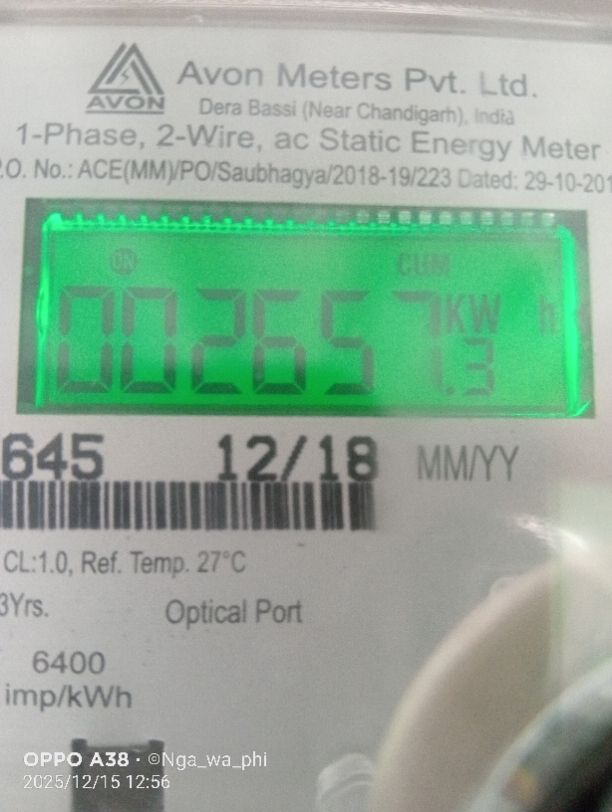 AVON
Avon Meters Pvt. Ltd.
Dera Bassi (Near Chandigarh), India
1-Phase, 2-Wire, ac Static Energy Meter
P.O. No.: ACE(MM)/PO/Saubhagya/2018-19/223 Dated: 29-10-201
ON CUM
002657.3 KW h
645 12/18 MM/YY
CL:1.0, Ref. Temp. 27°C
3Yrs. Optical Port
6400
imp/kWh
OPPO A38 · ©Nga_wa_phi
2025/12/15 12:56